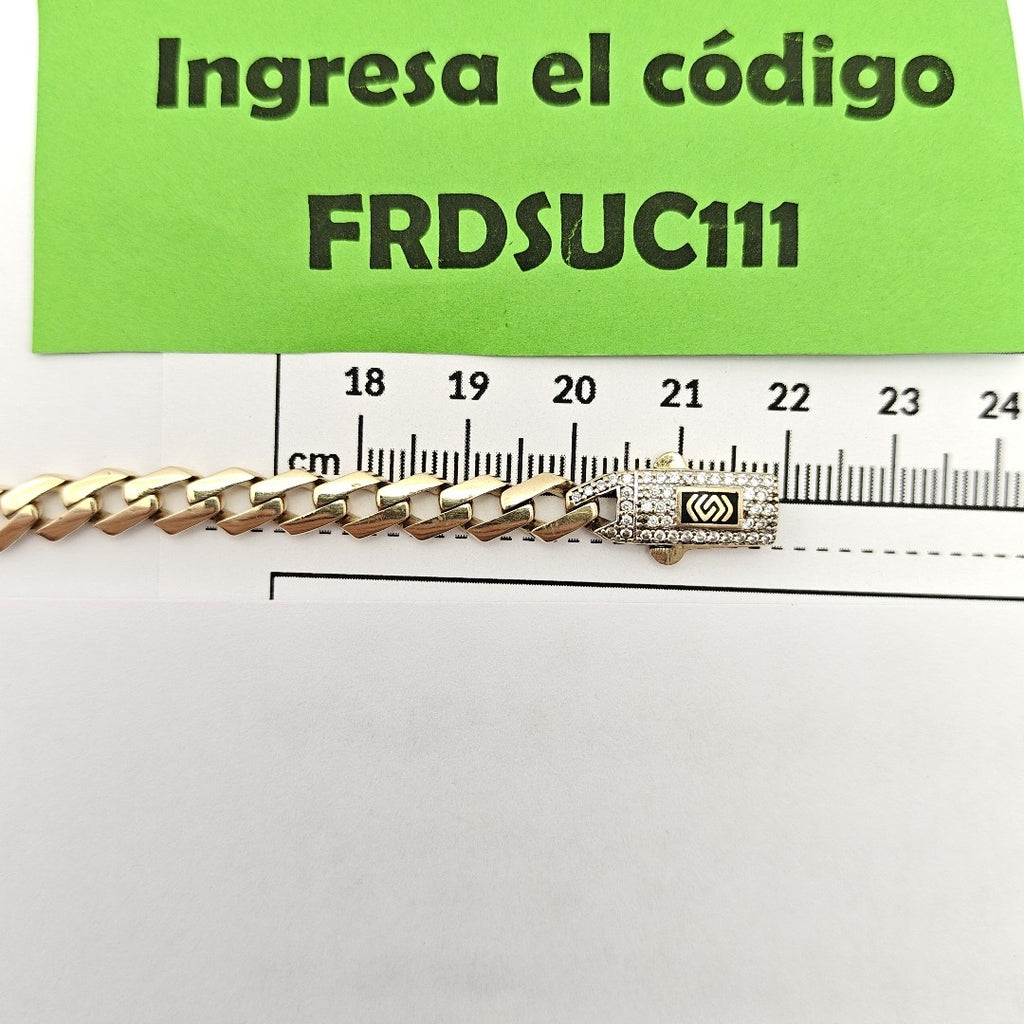 Ingresa el código
FRDSUC111
18 19 20 21 22 23 24
cm